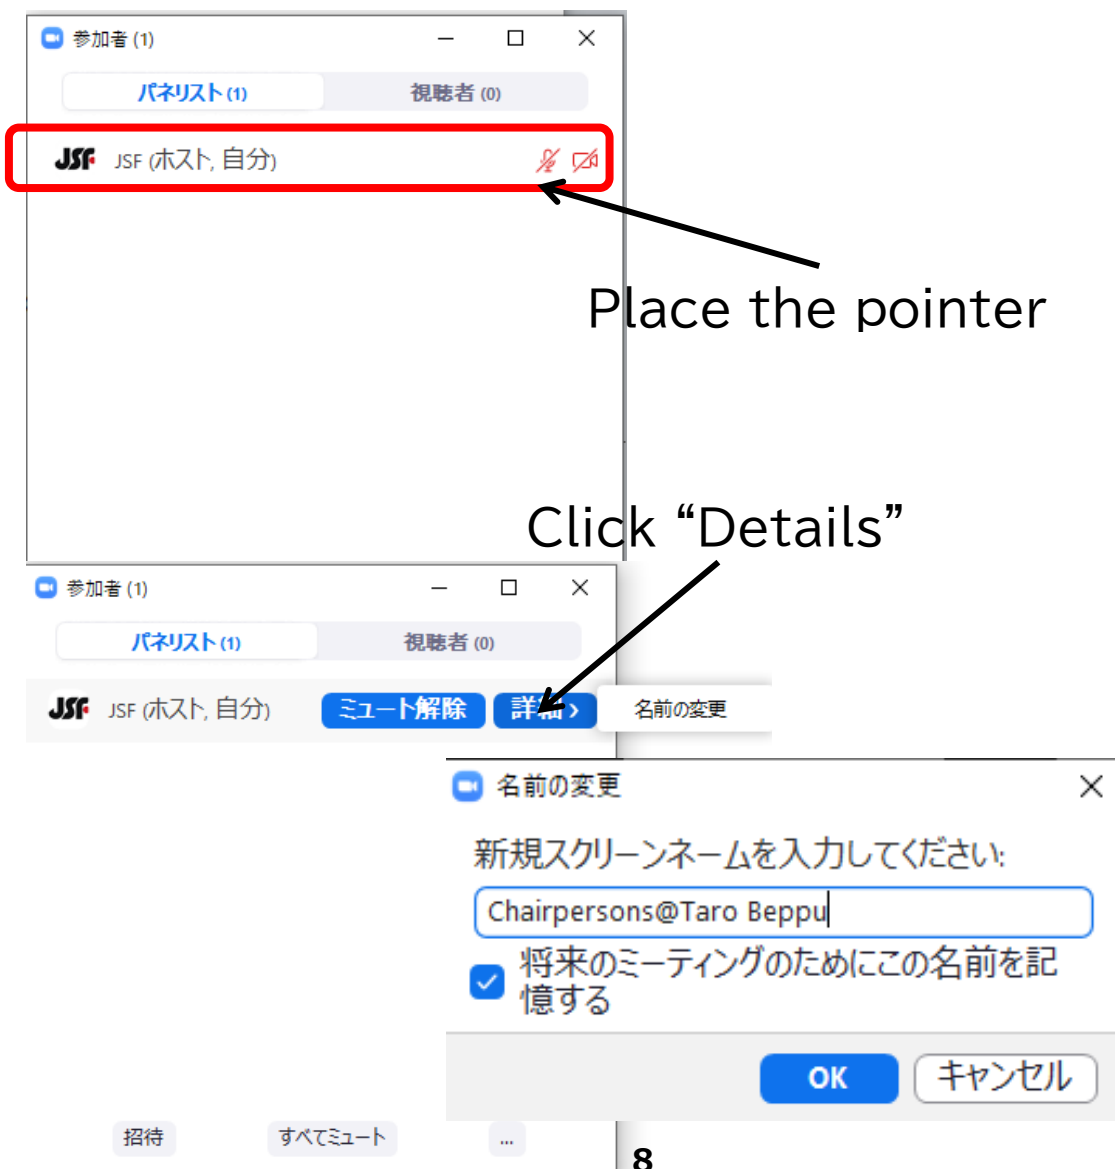 参加者 (1)
パネリスト (1) 視聴者 (0)
JSF JSF (ホスト, 自分)
Place the pointer
Click “Details”
参加者 (1)
パネリスト (1) 視聴者 (0)
JSF JSF (ホスト, 自分) ミュート解除 詳細 > 名前の変更
名前の変更
新規スクリーンネームを入力してください:
Chairpersons@Taro Beppu
将来のミーティングのためにこの名前を記
憶する
OK キャンセル
招待 すべてミュート ...
8